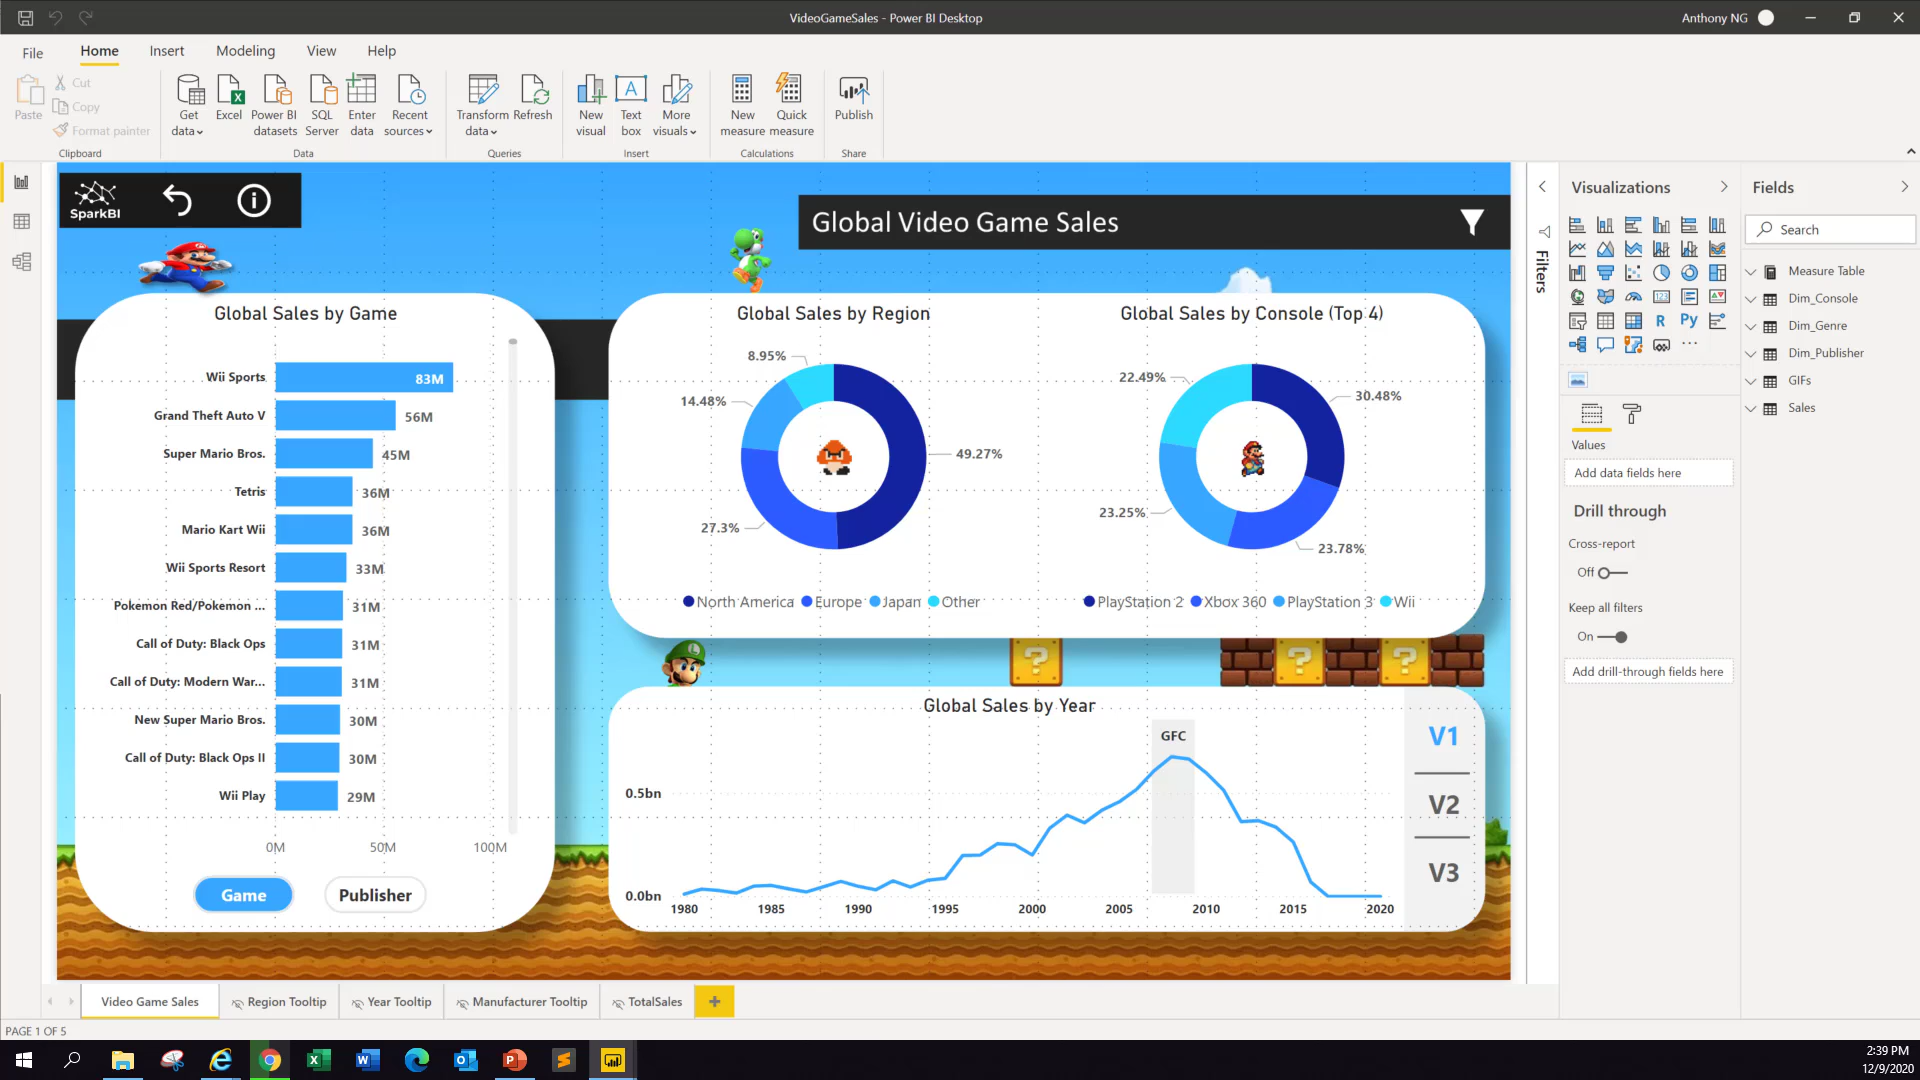 VideoGameSales - Power BI Desktop
Anthony NG
File
Home
Insert
Modeling
View
Help
Paste
Cut
Copy
Format painter
Clipboard
Get data
Excel
Power BI datasets
SQL Server
Enter data
Recent sources
Data
Transform data
Refresh
Queries
New visual
Text box
More visuals
Insert
New measure
Quick measure
Calculations
Publish
Share
SparkBI
Global Video Game Sales
Global Sales by Game
Wii Sports 83M
Grand Theft Auto V 56M
Super Mario Bros. 45M
Tetris 36M
Mario Kart Wii 36M
Wii Sports Resort 33M
Pokemon Red/Pokemon ... 31M
Call of Duty: Black Ops 31M
Call of Duty: Modern War... 31M
New Super Mario Bros. 30M
Call of Duty: Black Ops II 30M
Wii Play 29M
0M 50M 100M
Game
Publisher
Global Sales by Region
8.95%
14.48%
49.27%
27.3%
North America Europe Japan Other
Global Sales by Console (Top 4)
22.49%
30.48%
23.25%
23.78%
PlayStation 2 Xbox 360 PlayStation 3 Wii
? ? ?
Global Sales by Year
GFC
0.5bn
0.0bn
1980 1985 1990 1995 2000 2005 2010 2015 2020
V1
V2
V3
Filters
Visualizations
R
Py
123
...
Values
Add data fields here
Drill through
Cross-report
Off
Keep all filters
On
Add drill-through fields here
Fields
Search
Measure Table
Dim_Console
Dim_Genre
Dim_Publisher
GIFs
Sales
Video Game Sales
Region Tooltip
Year Tooltip
Manufacturer Tooltip
TotalSales
+
PAGE 1 OF 5
2:39 PM
12/9/2020